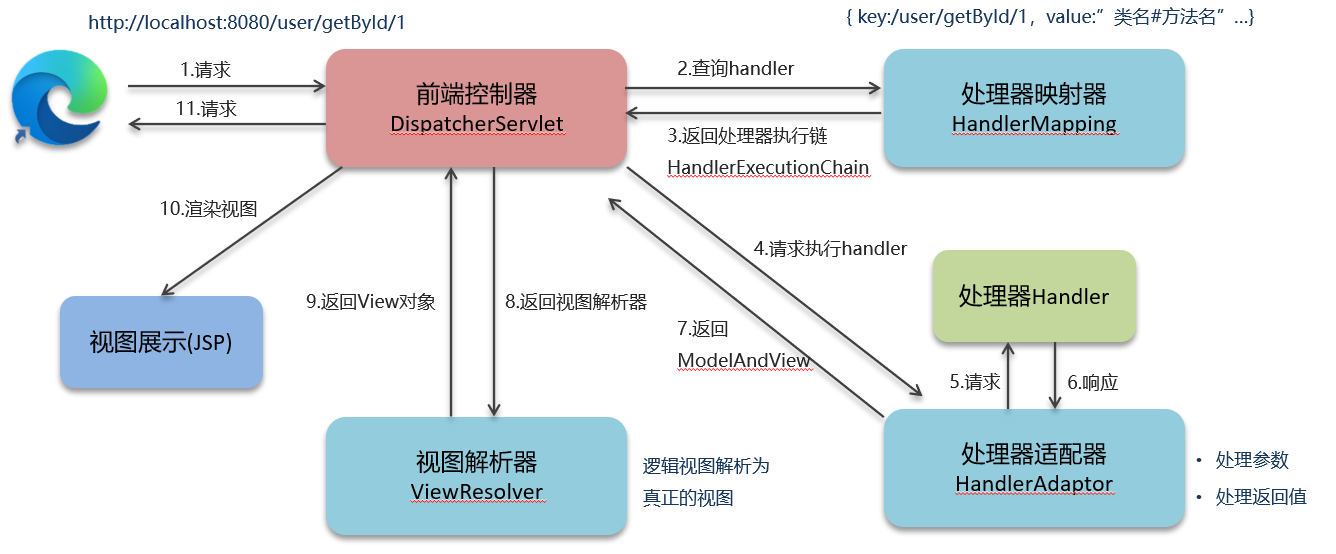 http://localhost:8080/user/getById/1
{ key:/user/getById/1，value:”类名#方法名” …}
1.请求
11.请求
前端控制器
DispatcherServlet
2.查询handler
3.返回处理器执行链
HandlerExecutionChain
处理器映射器
HandlerMapping
10.渲染视图
4.请求执行handler
处理器Handler
9.返回View对象
8.返回视图解析器
7.返回
ModelAndView
视图展示(JSP)
5.请求
6.响应
视图解析器
ViewResolver
逻辑视图解析为
真正的视图
处理器适配器
HandlerAdaptor
• 处理参数
• 处理返回值